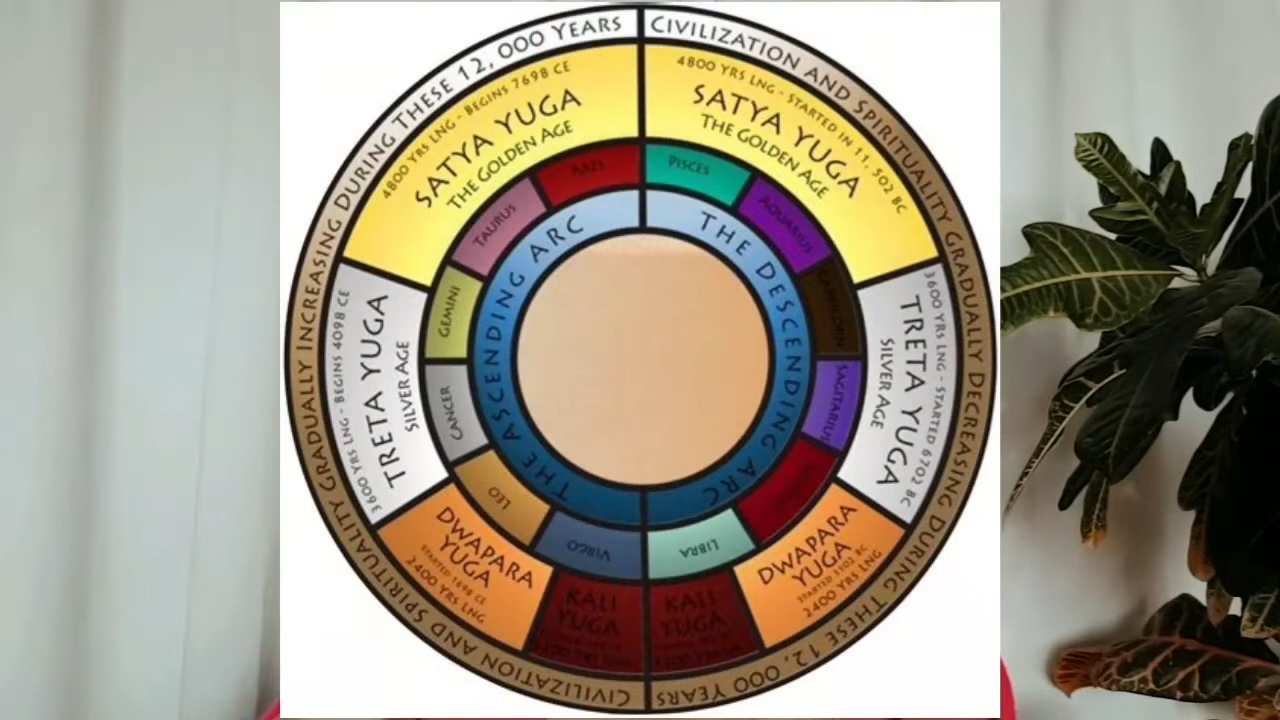 CIVILIZATION AND SPIRITUALITY GRADUALLY INCREASING DURING THESE 12, 000 YEARS
CIVILIZATION AND SPIRITUALITY GRADUALLY DECREASING DURING THESE 12, 000 YEARS
4800 YRS LNG - BEGINS 7698 CE
SATYA YUGA
THE GOLDEN AGE
4800 YRS LNG - STARTED IN 11, 502 BC
SATYA YUGA
THE GOLDEN AGE
3600 YRS LNG - BEGINS 4098 CE
TRETA YUGA
SILVER AGE
3600 YRS LNG - STARTED 6702 BC
TRETA YUGA
SILVER AGE
DWAPARA
YUGA
STARTED 1698 CE
2400 YRS LNG
DWAPARA
YUGA
STARTED 3102 BC
2400 YRS LNG
KALI
YUGA
KALI
YUGA
ARIES
PISCES
TAURUS
AQUARIUS
GEMINI
CAPRICORN
CANCER
SAGITARIUS
LEO
VIRGO
LIBRA
THE ASCENDING ARC
THE DESCENDING ARC